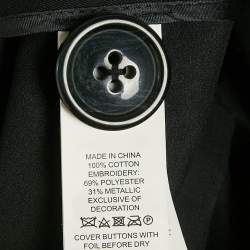 MADE IN CHINA
100% COTTON
EMBROIDERY:
69% POLYESTER
31% METALLIC
EXCLUSIVE OF
DECORATION
COVER BUTTONS WITH
FOIL BEFORE DRY